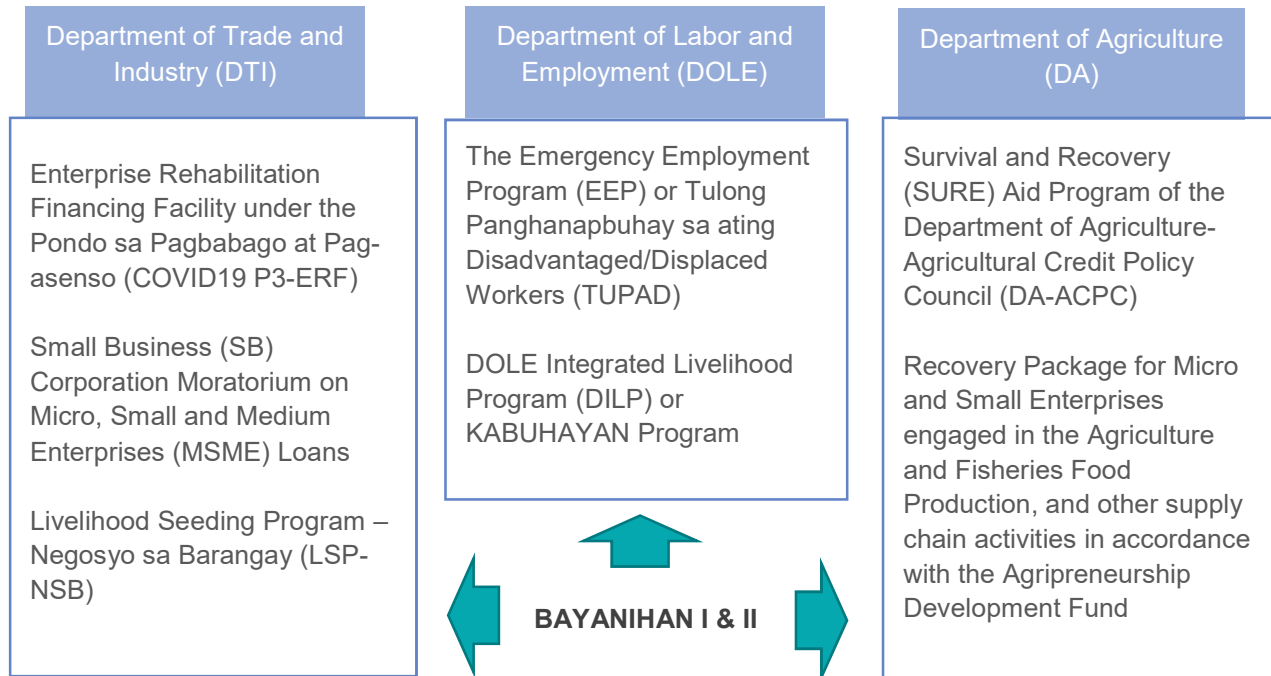 Department of Trade and
Industry (DTI)
Enterprise Rehabilitation
Financing Facility under the
Pondo sa Pagbabago at Pag-
asenso (COVID19 P3-ERF)
Small Business (SB)
Corporation Moratorium on
Micro, Small and Medium
Enterprises (MSME) Loans
Livelihood Seeding Program –
Negosyo sa Barangay (LSP-
NSB)
Department of Labor and
Employment (DOLE)
The Emergency Employment
Program (EEP) or Tulong
Panghanapbuhay sa ating
Disadvantaged/Displaced
Workers (TUPAD)
DOLE Integrated Livelihood
Program (DILP) or
KABUHAYAN Program
Department of Agriculture
(DA)
Survival and Recovery
(SURE) Aid Program of the
Department of Agriculture-
Agricultural Credit Policy
Council (DA-ACPC)
Recovery Package for Micro
and Small Enterprises
engaged in the Agriculture
and Fisheries Food
Production, and other supply
chain activities in accordance
with the Agripreneurship
Development Fund
BAYANIHAN I & II